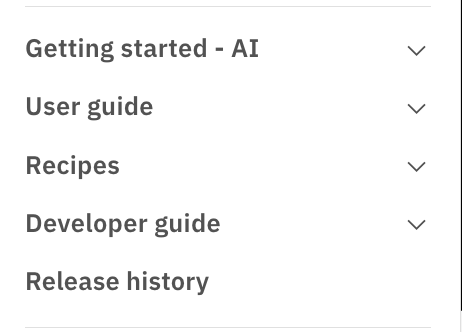 Getting started - AI
User guide
Recipes
Developer guide
Release history